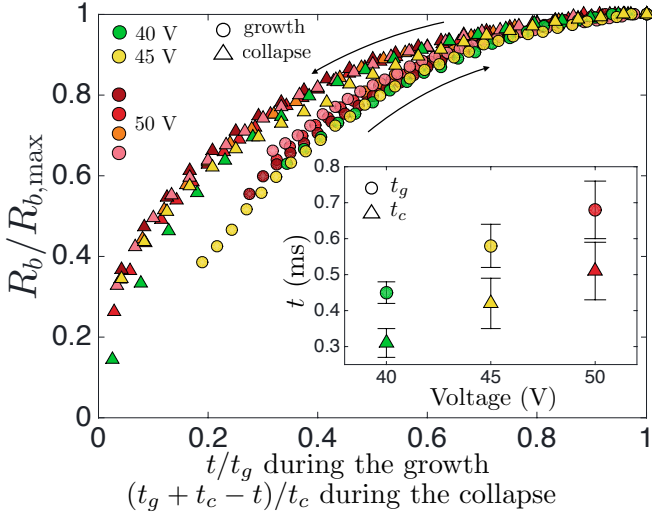 40 V
45 V
50 V
growth
collapse
R_b/R_{b,max}
1
0.8
0.6
0.4
0.2
0
0 0.2 0.4 0.6 0.8 1
t/t_g during the growth
(t_g + t_c − t)/t_c during the collapse
t_g
t_c
t (ms)
0.8
0.7
0.6
0.5
0.4
0.3
40 45 50
Voltage (V)